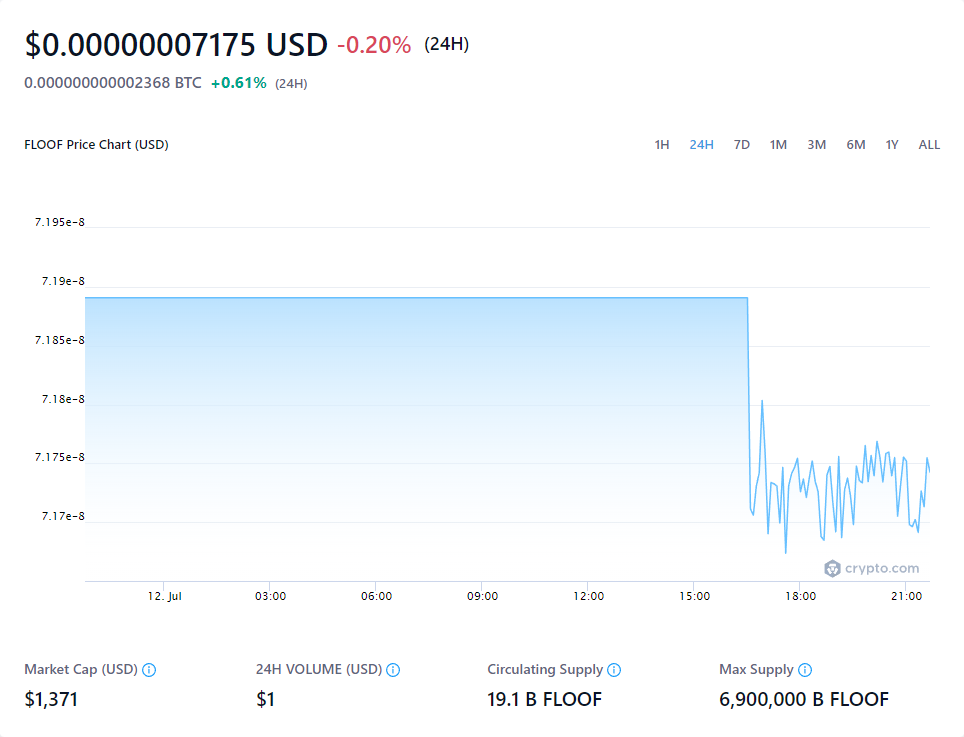 $0.00000007175 USD -0.20% (24H)
0.000000000002368 BTC +0.61% (24H)
FLOOF Price Chart (USD) 1H 24H 7D 1M 3M 6M 1Y ALL
7.195e-8
7.19e-8
7.185e-8
7.18e-8
7.175e-8
7.17e-8
crypto.com
12. Jul 03:00 06:00 09:00 12:00 15:00 18:00 21:00
Market Cap (USD) 24H VOLUME (USD) Circulating Supply Max Supply
$1,371 $1 19.1 B FLOOF 6,900,000 B FLOOF